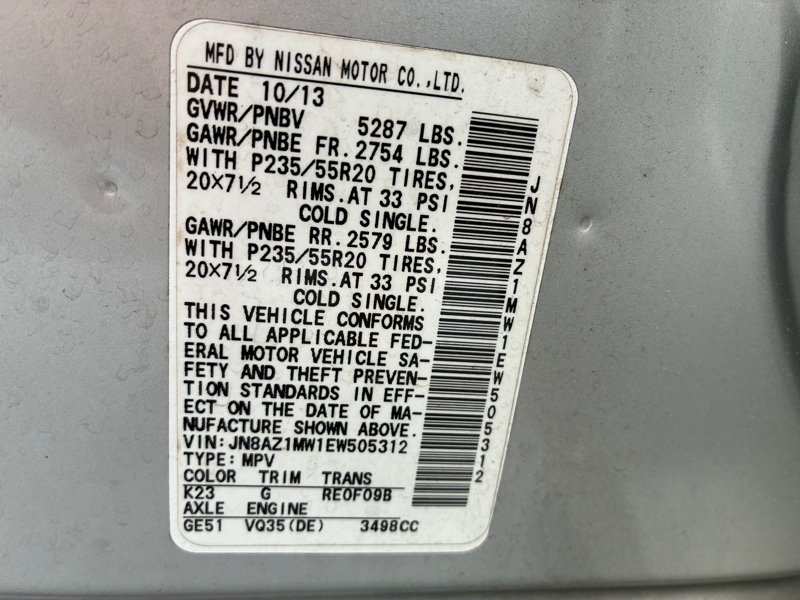 MFD BY NISSAN MOTOR CO.,LTD.
DATE 10/13
GVWR/PNBV 5287 LBS.
GAWR/PNBE FR. 2754 LBS.
WITH P235/55R20 TIRES,
20X7½ RIMS. AT 33 PSI
COLD SINGLE.
GAWR/PNBE RR. 2579 LBS.
WITH P235/55R20 TIRES,
20X7½ RIMS. AT 33 PSI
COLD SINGLE.
THIS VEHICLE CONFORMS
TO ALL APPLICABLE FED-
ERAL MOTOR VEHICLE SA-
FETY AND THEFT PREVEN-
TION STANDARDS IN EFF-
ECT ON THE DATE OF MA-
NUFACTURE SHOWN ABOVE.
VIN: JN8AZ1MW1EW505312
TYPE: MPV
COLOR TRIM TRANS
K23 G RE0F09B
AXLE ENGINE
GE51 VQ35(DE) 3498CC
JN8AZ1MW1EW505312